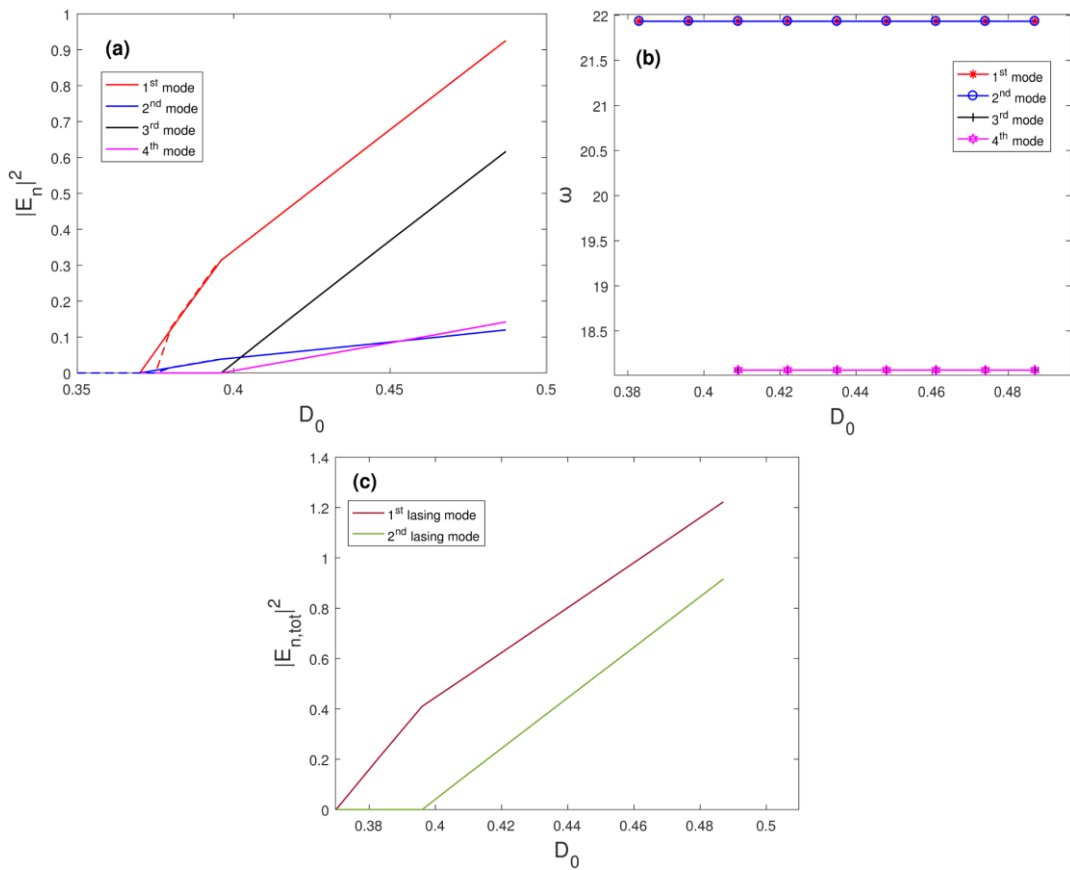 (a)
1st mode
2nd mode
3rd mode
4th mode
|E_n|^2
1
0.9
0.8
0.7
0.6
0.5
0.4
0.3
0.2
0.1
0
0.35
0.4
0.45
0.5
D_0
(b)
1st mode
2nd mode
3rd mode
4th mode
ω
22
21.5
21
20.5
20
19.5
19
18.5
0.38
0.4
0.42
0.44
0.46
0.48
D_0
(c)
1st lasing mode
2nd lasing mode
|E_n,tot|^2
1.4
1.2
1
0.8
0.6
0.4
0.2
0
0.38
0.4
0.42
0.44
0.46
0.48
0.5
D_0